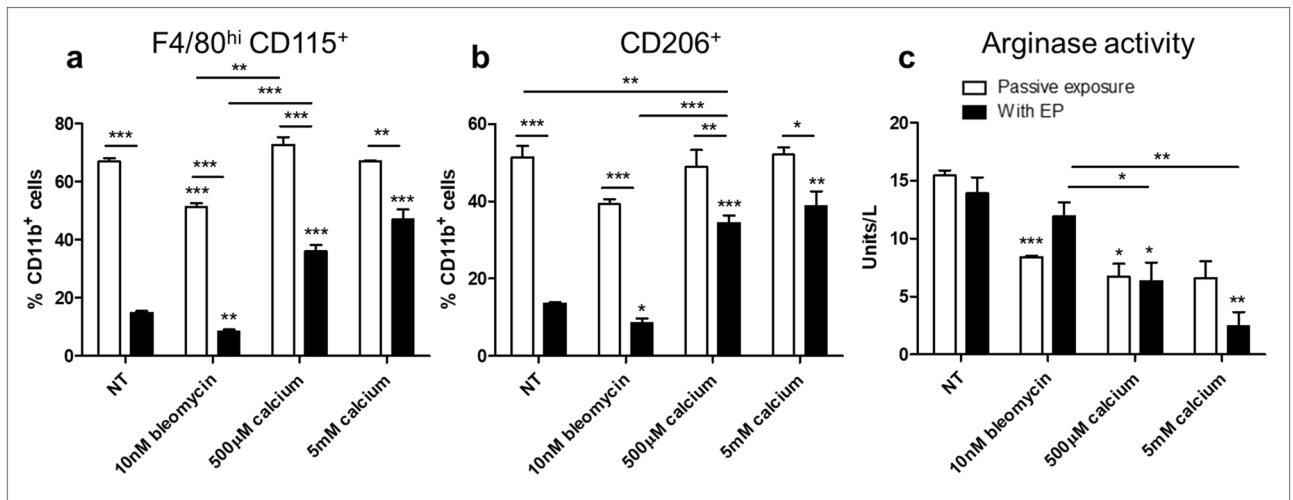 a
F4/80hi CD115+
% CD11b+ cells
80
60
40
20
0
**
***
***
***
**
***
***
***
***
**
NT
10nM bleomycin
500µM calcium
5mM calcium
b
CD206+
% CD11b+ cells
60
40
20
0
**
***
***
**
*
***
**
***
*
NT
10nM bleomycin
500µM calcium
5mM calcium
c
Arginase activity
Passive exposure
With EP
Units/L
20
15
10
5
0
**
*
***
*
*
**
NT
10nM bleomycin
500µM calcium
5mM calcium